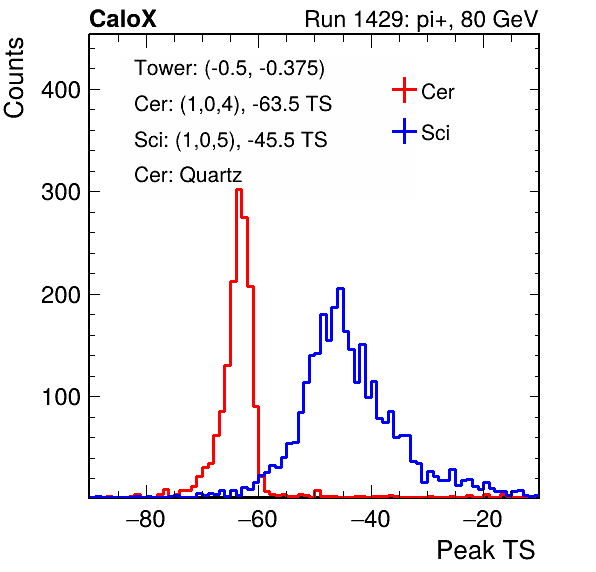 CaloX
Run 1429: pi+, 80 GeV
Counts
Tower: (-0.5, -0.375)
Cer: (1,0,4), -63.5 TS
Sci: (1,0,5), -45.5 TS
Cer: Quartz
Cer
Sci
400
300
200
100
−80
−60
−40
−20
Peak TS